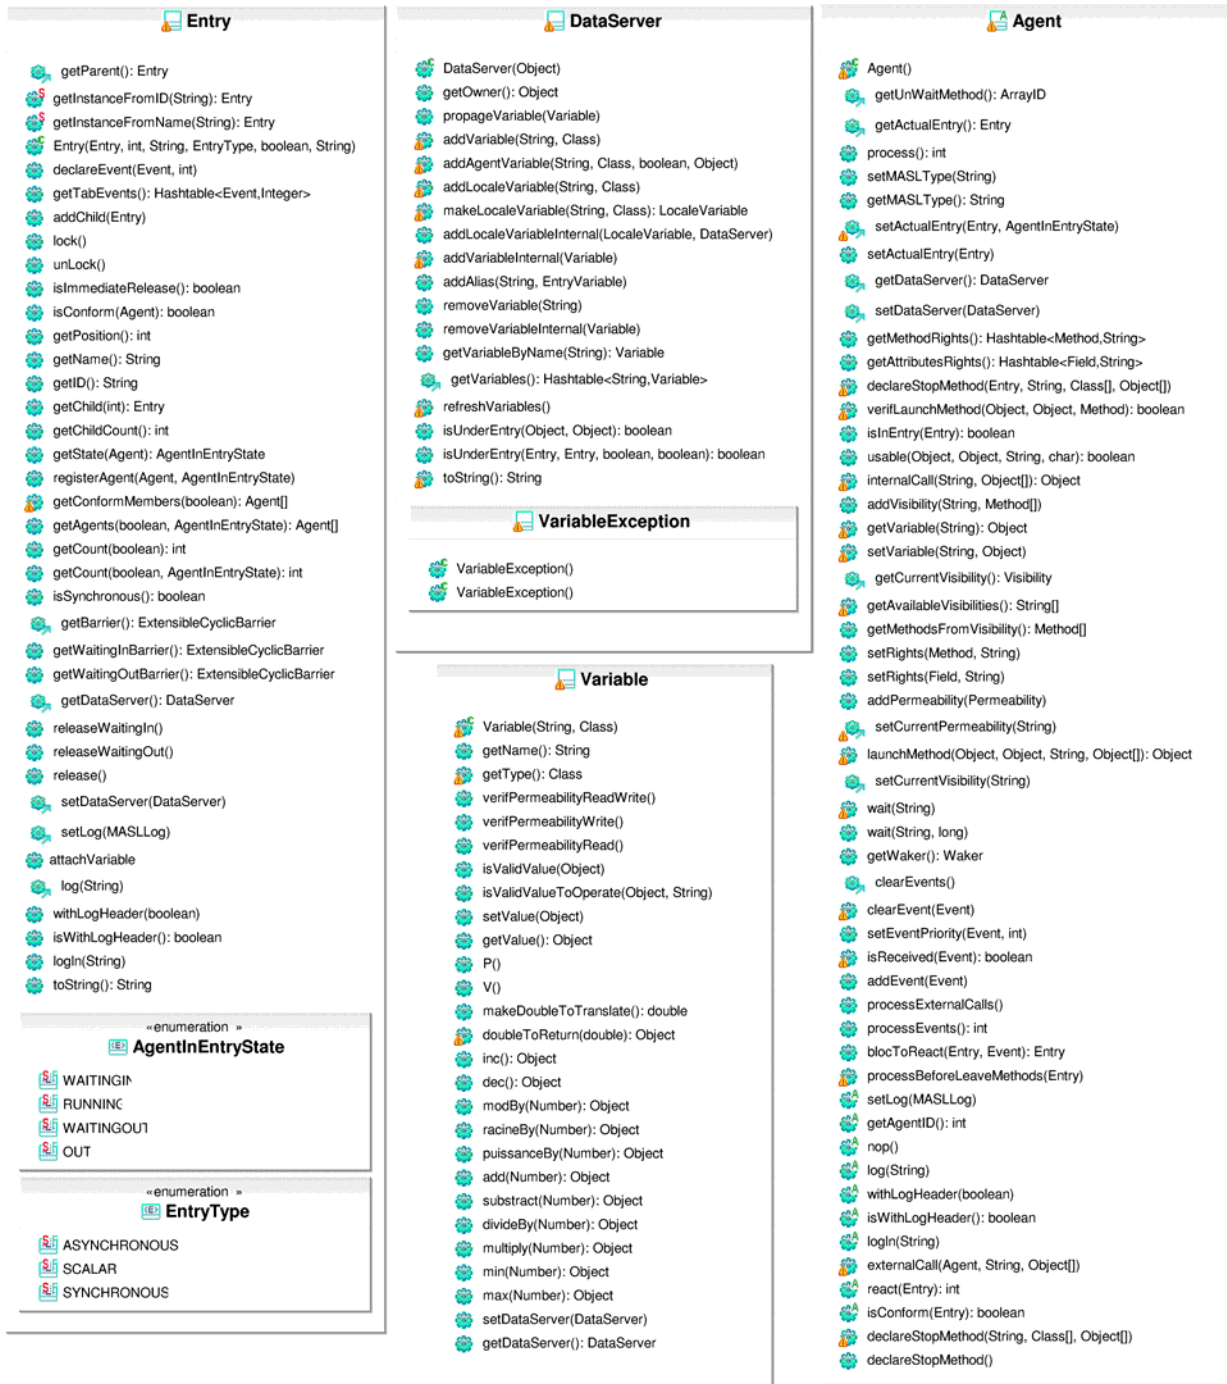 Entry
getParent(): Entry
getInstanceFromID(String): Entry
getInstanceFromName(String): Entry
Entry(Entry, int, String, EntryType, boolean, String)
declareEvent(Event, int)
getTabEvents(): Hashtable<Event,Integer>
addChild(Entry)
lock()
unLock()
isImmediateRelease(): boolean
isConform(Agent): boolean
getPosition(): int
getName(): String
getID(): String
getChild(int): Entry
getChildCount(): int
getState(Agent): AgentInEntryState
registerAgent(Agent, AgentInEntryState)
getConformMembers(boolean): Agent[]
getAgents(boolean, AgentInEntryState): Agent[]
getCount(boolean): int
getCount(boolean, AgentInEntryState): int
isSynchronous(): boolean
getBarrier(): ExtensibleCyclicBarrier
getWaitingInBarrier(): ExtensibleCyclicBarrier
getWaitingOutBarrier(): ExtensibleCyclicBarrier
getDataServer(): DataServer
releaseWaitingIn()
releaseWaitingOut()
release()
setDataServer(DataServer)
setLog(MASLLog)
attachVariable
log(String)
withLogHeader(boolean)
isWithLogHeader(): boolean
logIn(String)
toString(): String
«enumeration »
AgentInEntryState
WAITINGIN
RUNNING
WAITINGOUT
OUT
«enumeration »
EntryType
ASYNCHRONOUS
SCALAR
SYNCHRONOUS
DataServer
DataServer(Object)
getOwner(): Object
propageVariable(Variable)
addVariable(String, Class)
addAgentVariable(String, Class, boolean, Object)
addLocaleVariable(String, Class)
makeLocaleVariable(String, Class): LocaleVariable
addLocaleVariableInternal(LocaleVariable, DataServer)
addVariableInternal(Variable)
addAlias(String, EntryVariable)
removeVariable(String)
removeVariableInternal(Variable)
getVariableByName(String): Variable
getVariables(): Hashtable<String,Variable>
refreshVariables()
isUnderEntry(Object, Object): boolean
isUnderEntry(Entry, Entry, boolean, boolean): boolean
toString(): String
VariableException
VariableException()
VariableException()
Variable
Variable(String, Class)
getName(): String
getType(): Class
verifPermeabilityReadWrite()
verifPermeabilityWrite()
verifPermeabilityRead()
isValidValue(Object)
isValidValueToOperate(Object, String)
setValue(Object)
getValue(): Object
P()
V()
makeDoubleToTranslate(): double
doubleToReturn(double): Object
inc(): Object
dec(): Object
modBy(Number): Object
racineBy(Number): Object
puissanceBy(Number): Object
add(Number): Object
substract(Number): Object
divideBy(Number): Object
multiply(Number): Object
min(Number): Object
max(Number): Object
setDataServer(DataServer)
getDataServer(): DataServer
Agent
Agent()
getUnWaitMethod(): ArrayID
getActualEntry(): Entry
process(): int
setMASLType(String)
getMASLType(): String
setActualEntry(Entry, AgentInEntryState)
setActualEntry(Entry)
getDataServer(): DataServer
setDataServer(DataServer)
getMethodRights(): Hashtable<Method,String>
getAttributesRights(): Hashtable<Field,String>
declareStopMethod(Entry, String, Class[], Object[])
verifLaunchMethod(Object, Object, Method): boolean
isInEntry(Entry): boolean
usable(Object, Object, String, char): boolean
internalCall(String, Object[]): Object
addVisibility(String, Method[])
getVariable(String): Object
setVariable(String, Object)
getCurrentVisibility(): Visibility
getAvailableVisibilities(): String[]
getMethodsFromVisibility(): Method[]
setRights(Method, String)
setRights(Field, String)
addPermeability(Permeability)
setCurrentPermeability(String)
launchMethod(Object, Object, String, Object[]): Object
setCurrentVisibility(String)
wait(String)
wait(String, long)
getWaker(): Waker
clearEvents()
clearEvent(Event)
setEventPriority(Event, int)
isReceived(Event): boolean
addEvent(Event)
processExternalCalls()
processEvents(): int
blocToReact(Entry, Event): Entry
processBeforeLeaveMethods(Entry)
setLog(MASLLog)
getAgentID(): int
nop()
log(String)
withLogHeader(boolean)
isWithLogHeader(): boolean
logIn(String)
externalCall(Agent, String, Object[])
react(Entry): int
isConform(Entry): boolean
declareStopMethod(String, Class[], Object[])
declareStopMethod()